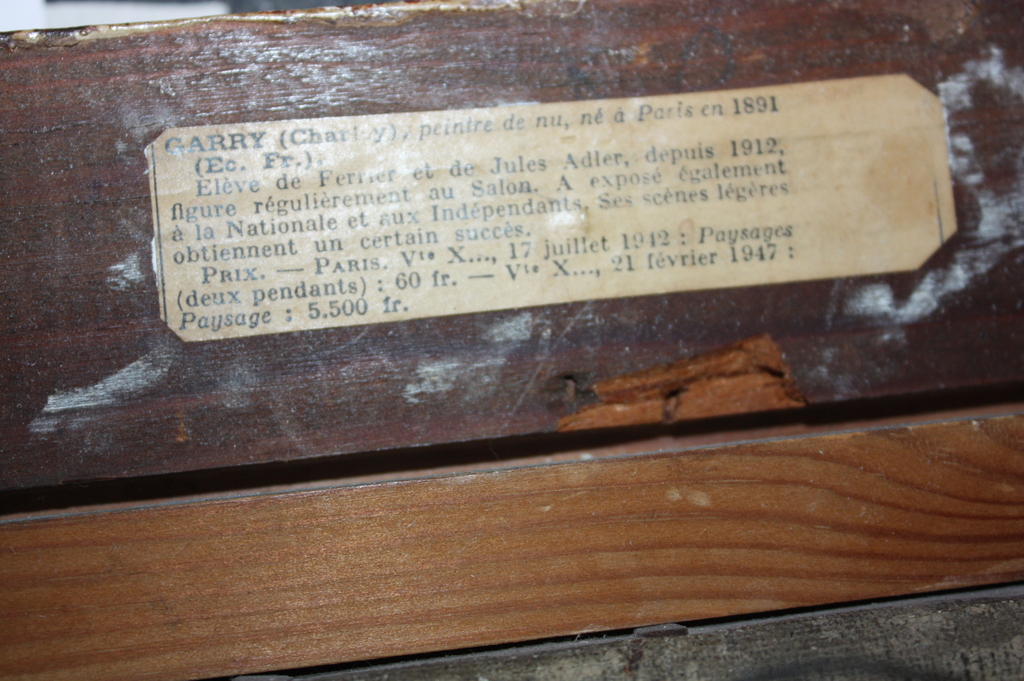 GARRY (Charley), peintre de nu, né à Paris en 1891
(Ec. Fr.).
Elève de Ferrier et de Jules Adler, depuis 1912,
figure régulièrement au Salon. A exposé également
à la Nationale et aux Indépendants. Ses scènes légères
obtiennent un certain succès.
PRIX. — PARIS. Vte X..., 17 juillet 1942 : Paysages
(deux pendants) : 60 fr. — Vte X..., 21 février 1947 :
Paysage : 5.500 fr.